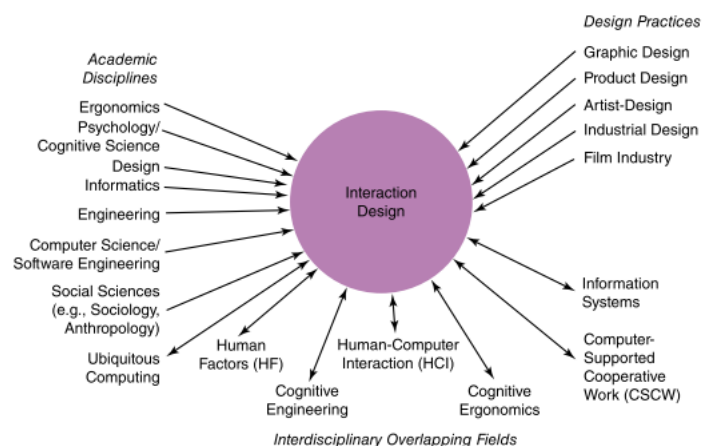 Academic
Disciplines
Ergonomics
Psychology/
Cognitive Science
Design
Informatics
Engineering
Computer Science/
Software Engineering
Social Sciences
(e.g., Sociology,
Anthropology)
Ubiquitous
Computing
Design Practices
Graphic Design
Product Design
Artist-Design
Industrial Design
Film Industry
Interaction
Design
Human
Factors (HF)
Cognitive
Engineering
Human-Computer
Interaction (HCI)
Cognitive
Ergonomics
Information
Systems
Computer-
Supported
Cooperative
Work (CSCW)
Interdisciplinary Overlapping Fields